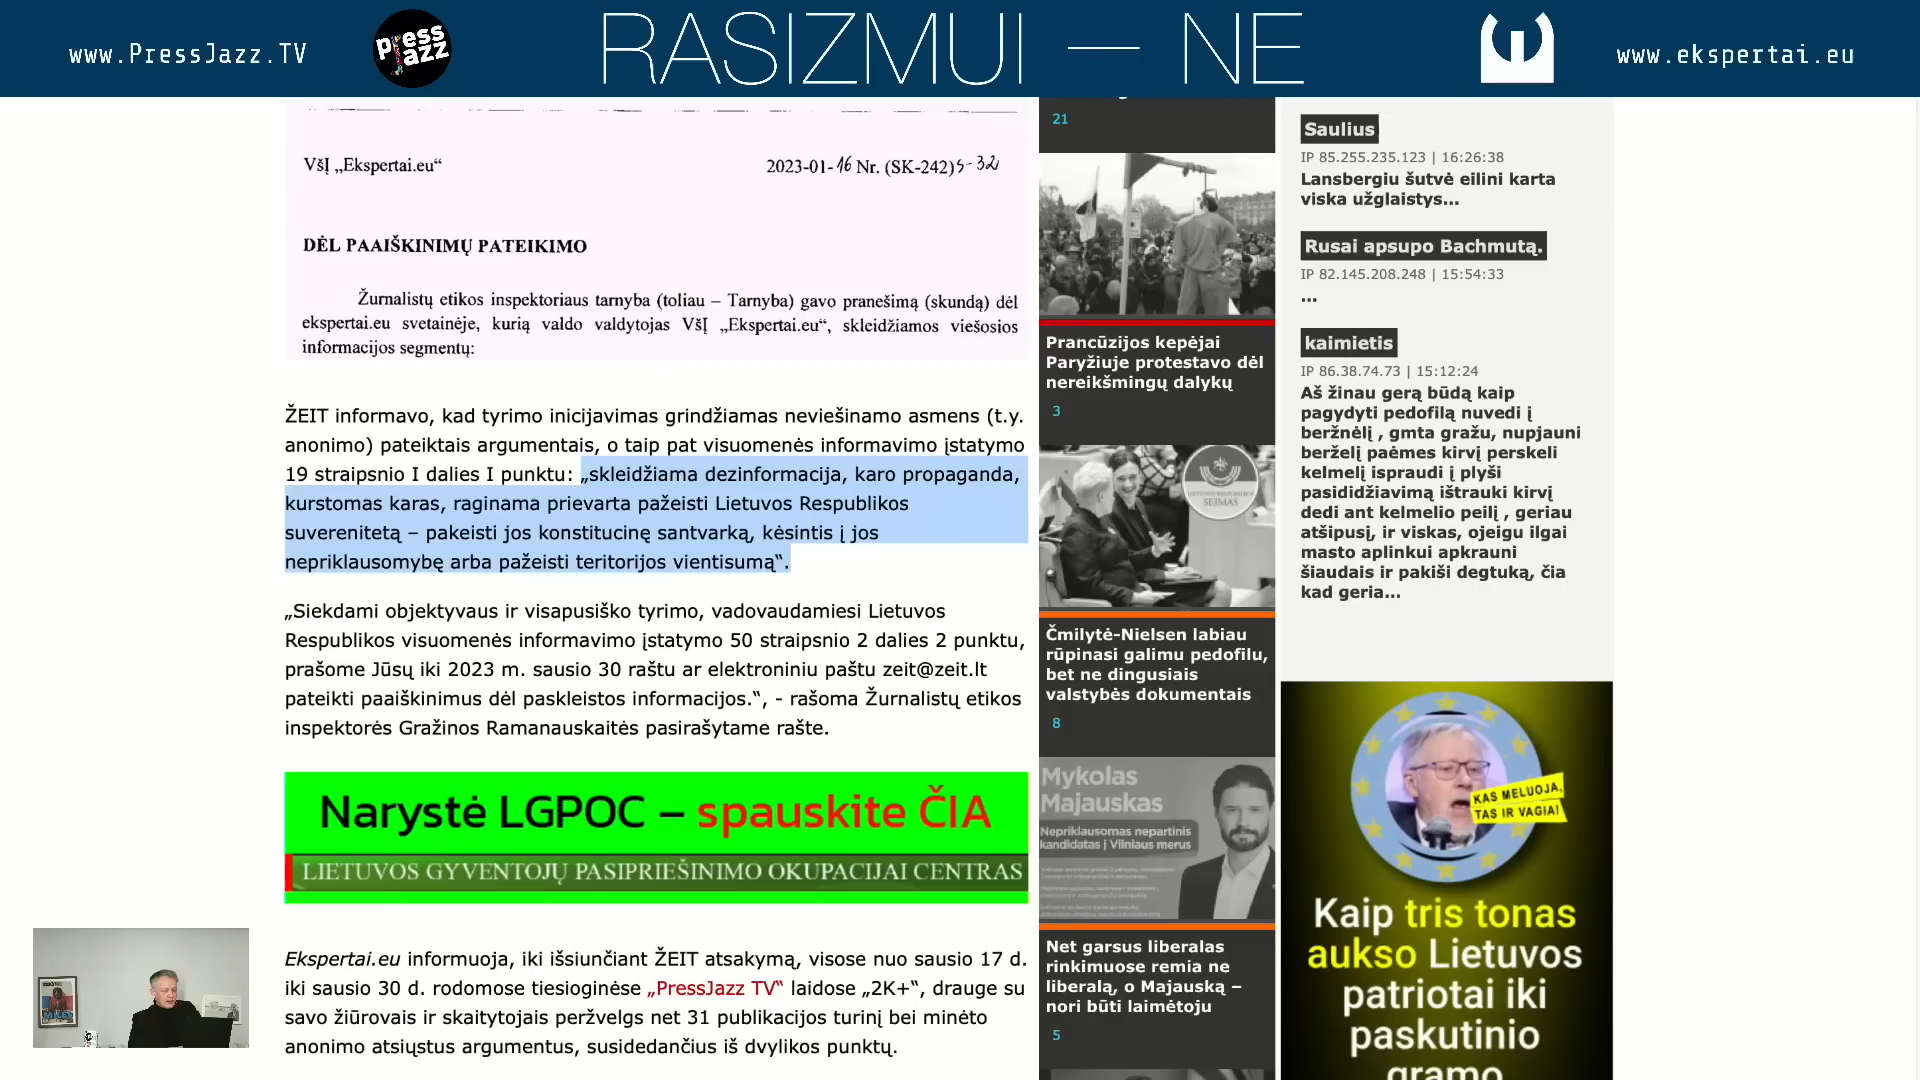 www.PressJazz.TV
press
jazz
RASIZMUI — NE
www.ekspertai.eu
VšĮ „Ekspertai.eu“
2023-01-16 Nr. (SK-242)S-32
DĖL PAAIŠKINIMŲ PATEIKIMO
Žurnalistų etikos inspektoriaus tarnyba (toliau – Tarnyba) gavo pranešimą (skundą) dėl
ekspertai.eu svetainėje, kurią valdo valdytojas VšĮ „Ekspertai.eu“, skleidžiamos viešosios
informacijos segmentų:
ŽEIT informavo, kad tyrimo inicijavimas grindžiamas neviešinamo asmens (t.y.
anonimo) pateiktais argumentais, o taip pat visuomenės informavimo įstatymo
19 straipsnio I dalies I punktu: „skleidžiama dezinformacija, karo propaganda,
kurstomas karas, raginama prievarta pažeisti Lietuvos Respublikos
suverenitetą – pakeisti jos konstitucinę santvarką, kėsintis į jos
nepriklausomybę arba pažeisti teritorijos vientisumą“.
„Siekdami objektyvaus ir visapusiško tyrimo, vadovaudamiesi Lietuvos
Respublikos visuomenės informavimo įstatymo 50 straipsnio 2 dalies 2 punktu,
prašome Jūsų iki 2023 m. sausio 30 raštu ar elektroniniu paštu zeit@zeit.lt
pateikti paaiškinimus dėl paskleistos informacijos.“, - rašoma Žurnalistų etikos
inspektorės Gražinos Ramanauskaitės pasirašytame rašte.
Narystė LGPOC – spauskite ČIA
LIETUVOS GYVENTOJŲ PASIPRIEŠINIMO OKUPACIJAI CENTRAS
Ekspertai.eu informuoja, iki išsiunčiant ŽEIT atsakymą, visose nuo sausio 17 d.
iki sausio 30 d. rodomose tiesioginėse „PressJazz TV“ laidose „2K+“, drauge su
savo žiūrovais ir skaitytojais peržvelgs net 31 publikacijos turinį bei minėto
anonimo atsiųstus argumentus, susidedančius iš dvylikos punktų.
21
Prancūzijos kepėjai
Paryžiuje protestavo dėl
nereikšmingų dalykų
3
SEIMAS
Čmilytė-Nielsen labiau
rūpinasi galimu pedofilu,
bet ne dingusiais
valstybės dokumentais
8
Mykolas
Majauskas
Nepriklausomas nepartinis
kandidatas į Vilniaus merus
Net garsus liberalas
rinkimuose remia ne
liberalą, o Majauską –
nori būti laimėtoju
5
Saulius
IP 85.255.235.123 | 16:26:38
Lansbergiu šutvė eilini karta
viska užglaistys...
Rusai apsupo Bachmutą.
IP 82.145.208.248 | 15:54:33
...
kaimietis
IP 86.38.74.73 | 15:12:24
Aš žinau gerą būdą kaip
pagydyti pedofilą nuvedi į
beržnėlį , gmta gražu, nupjauni
berželį paėmes kirvį perskeli
kelmelį ispraudi į plyši
pasididžiavimą ištrauki kirvį
dedi ant kelmelio peilį , geriau
atšipusį, ir viskas, ojeigu ilgai
masto aplinkui apkrauni
šiaudais ir pakiši degtuką, čia
kad geria...
KAS MELUOJA,
TAS IR VAGIA!
Kaip tris tonas
aukso Lietuvos
patriotai iki
paskutinio
gramo